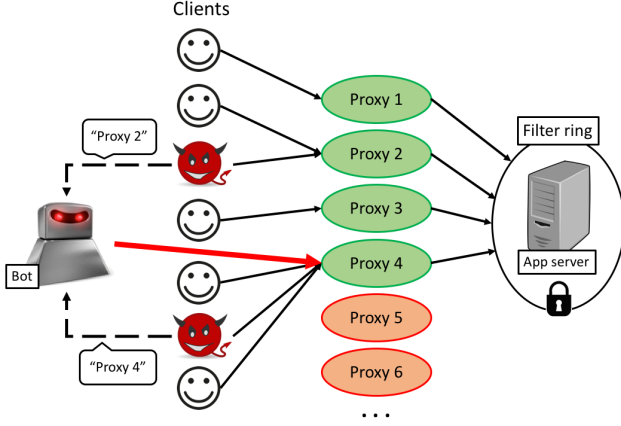 Clients
Proxy 1
Filter ring
"Proxy 2"
Proxy 2
Proxy 3
App server
Proxy 4
Bot
Proxy 5
"Proxy 4"
Proxy 6
...